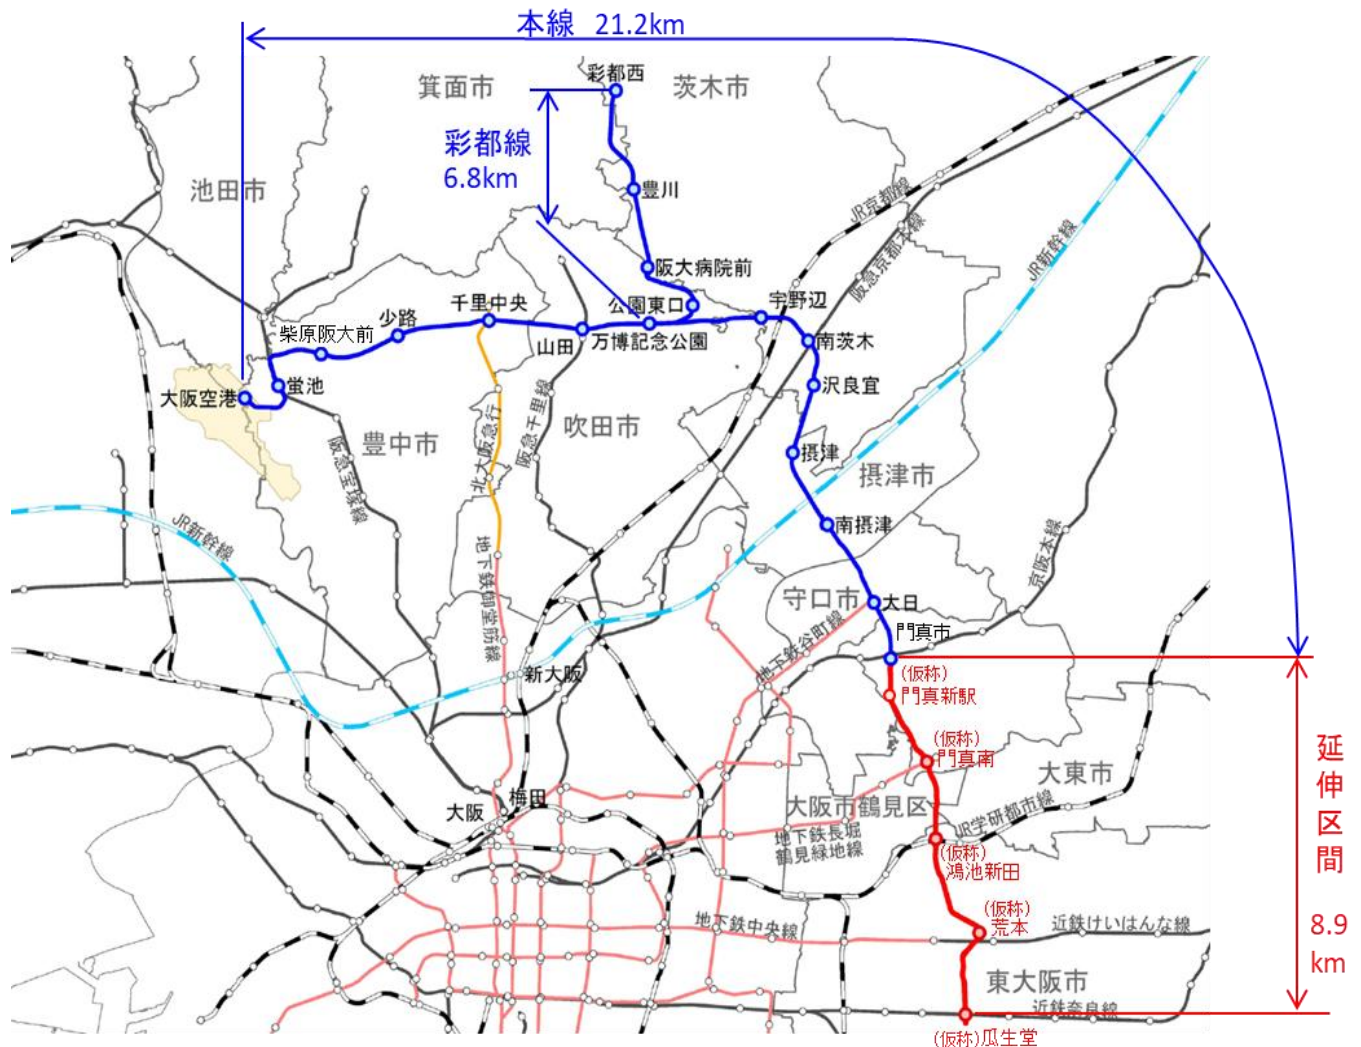 本線 21.2km
彩都西
箕面市
茨木市
彩都線
6.8km
池田市
豊川
JR京都線
阪急京都本線
JR新幹線
阪大病院前
公園東口
宇野辺
千里中央
少路
柴原阪大前
山田
万博記念公園
南茨木
蛍池
大阪空港
沢良宜
北大阪急行
阪急千里線
吹田市
豊中市
阪急宝塚線
摂津
摂津市
JR新幹線
南摂津
地下鉄御堂筋線
京阪本線
守口市
大日
門真市
地下鉄谷町線
新大阪
(仮称)
門真新駅
(仮称)
門真南
延伸区間
8.9
km
大東市
大阪市鶴見区
梅田
大阪
JR学研都市線
地下鉄長堀
鶴見緑地線
(仮称)
鴻池新田
(仮称)
荒本
地下鉄中央線
近鉄けいはんな線
東大阪市
近鉄奈良線
(仮称)瓜生堂